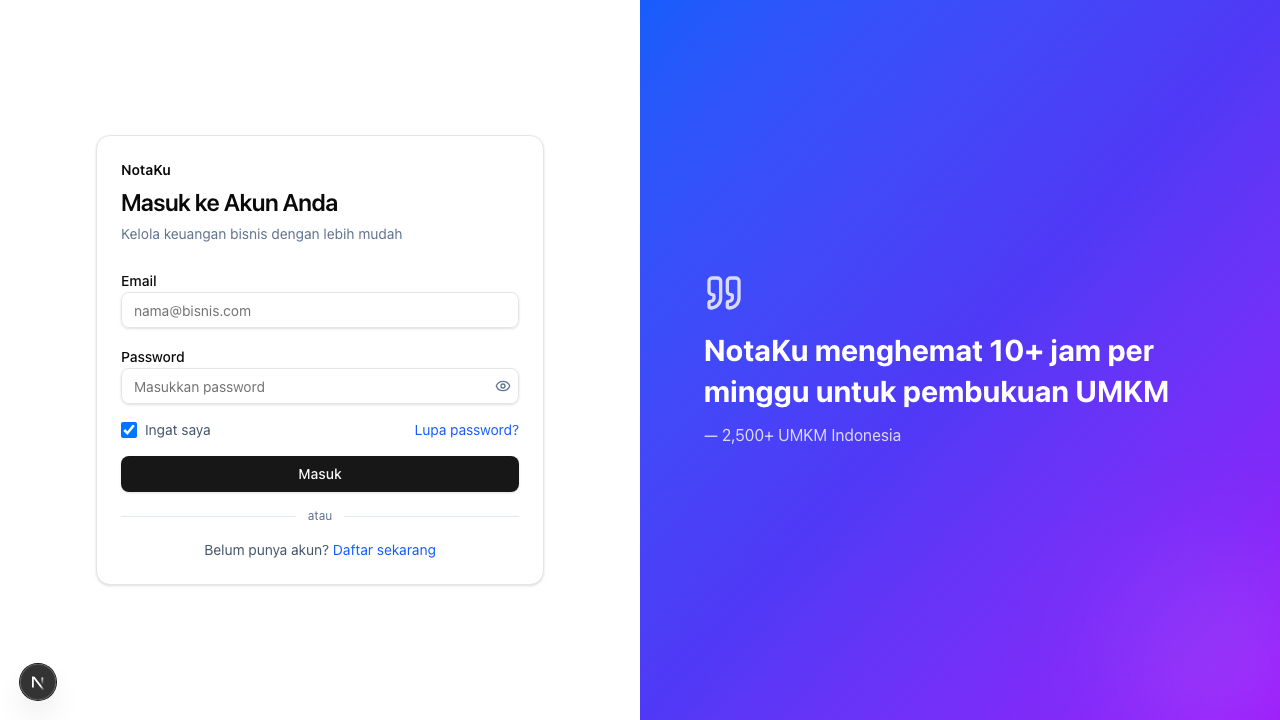 NotaKu
Masuk ke Akun Anda
Kelola keuangan bisnis dengan lebih mudah
Email
nama@bisnis.com
Password
Masukkan password
Ingat saya
Lupa password?
Masuk
atau
Belum punya akun? Daftar sekarang
NotaKu menghemat 10+ jam per
minggu untuk pembukuan UMKM
— 2,500+ UMKM Indonesia
N